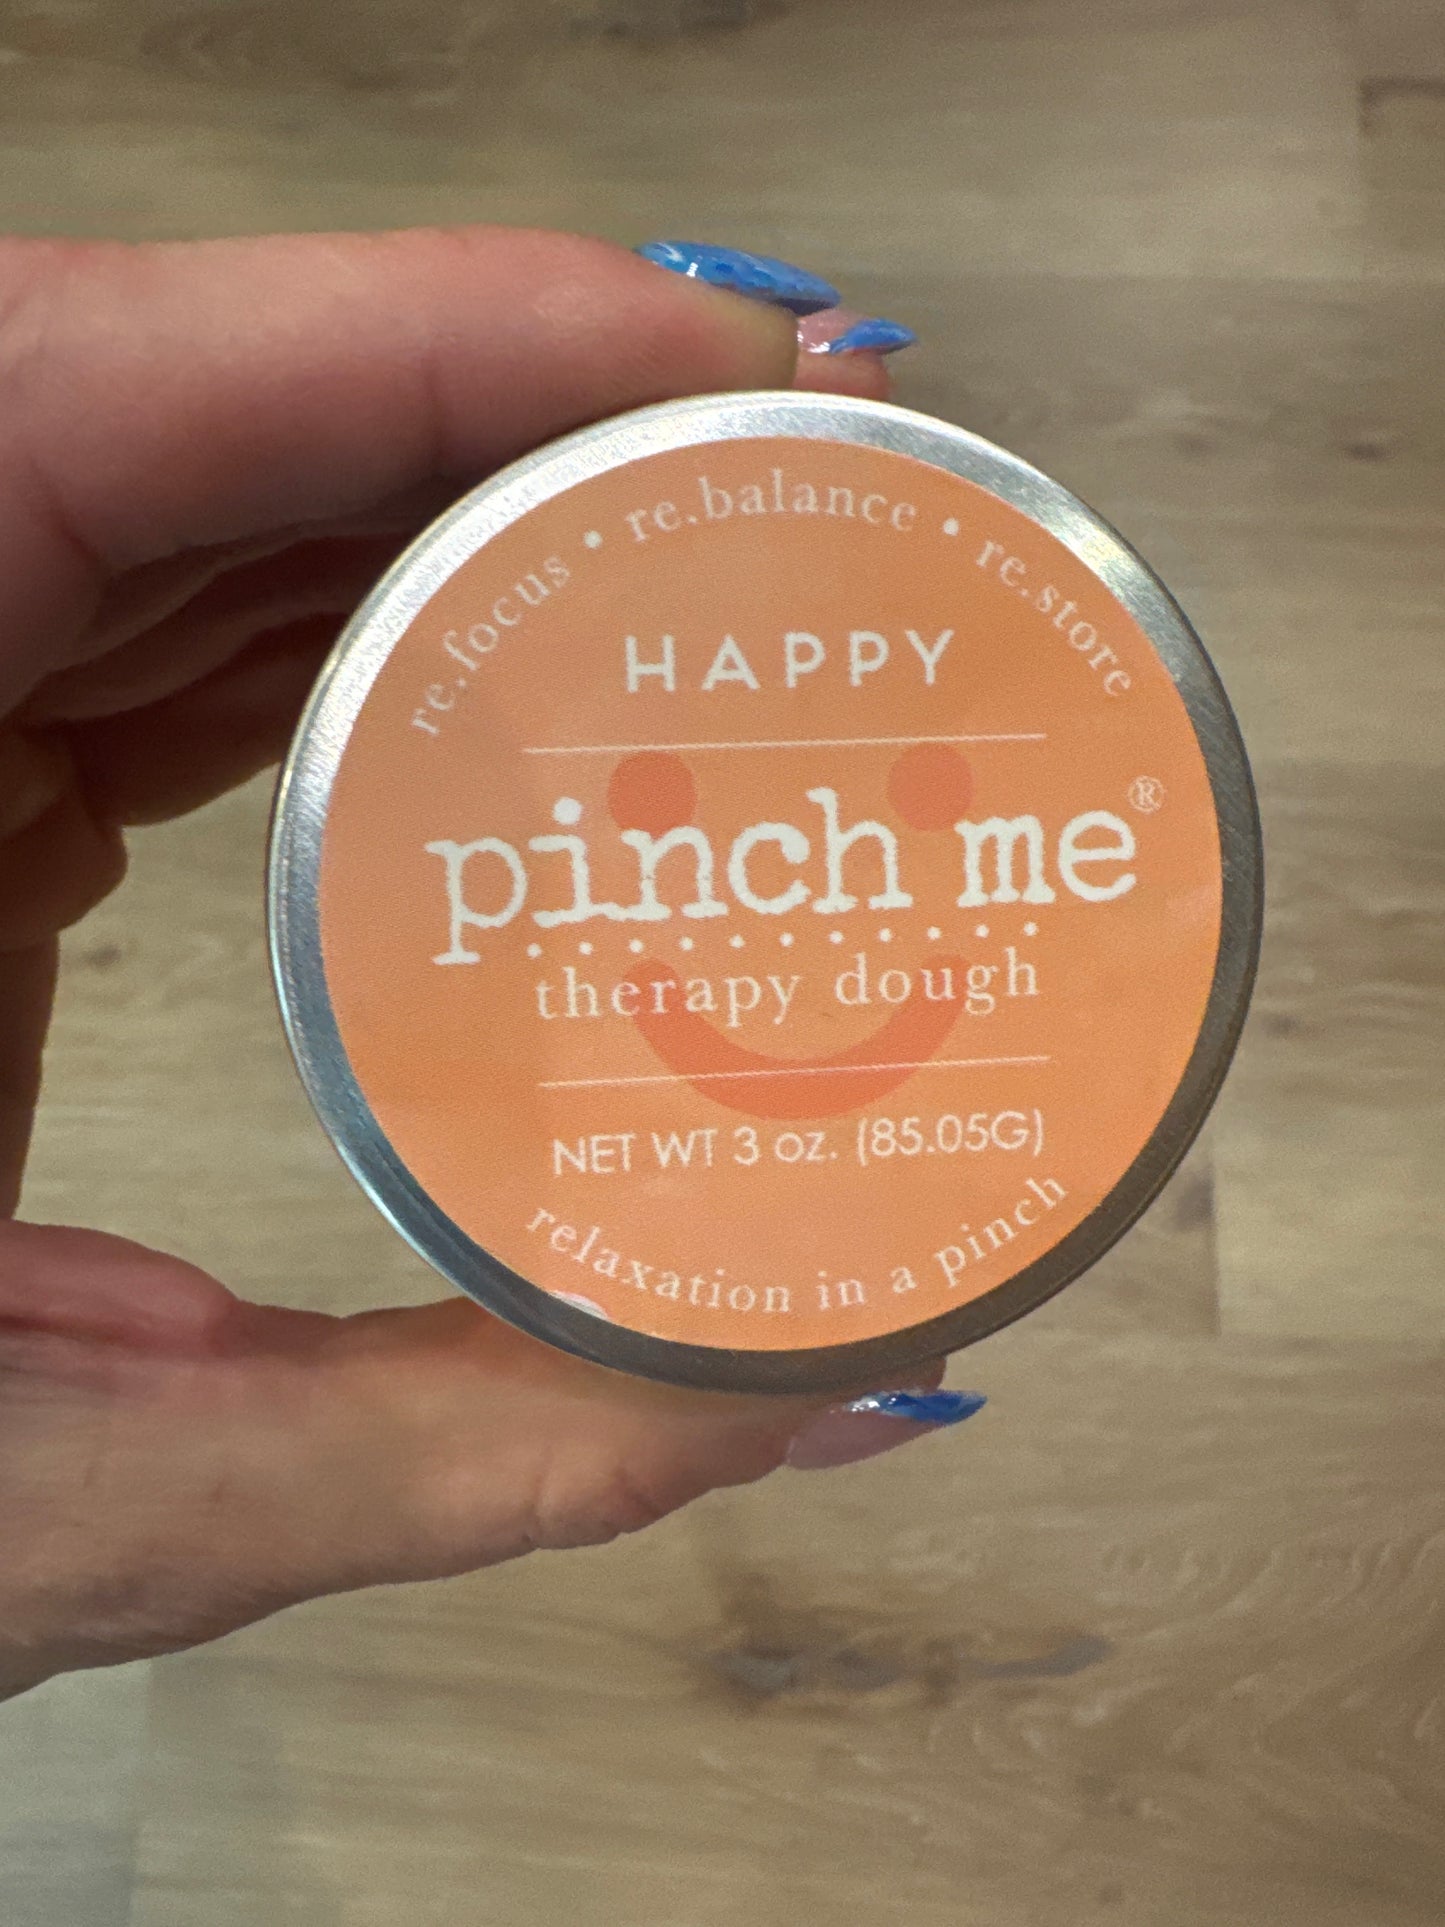 re.focus • re.balance • re.store
HAPPY
pinch me®
therapy dough
NET WT 3 oz. (85.05G)
relaxation in a pinch